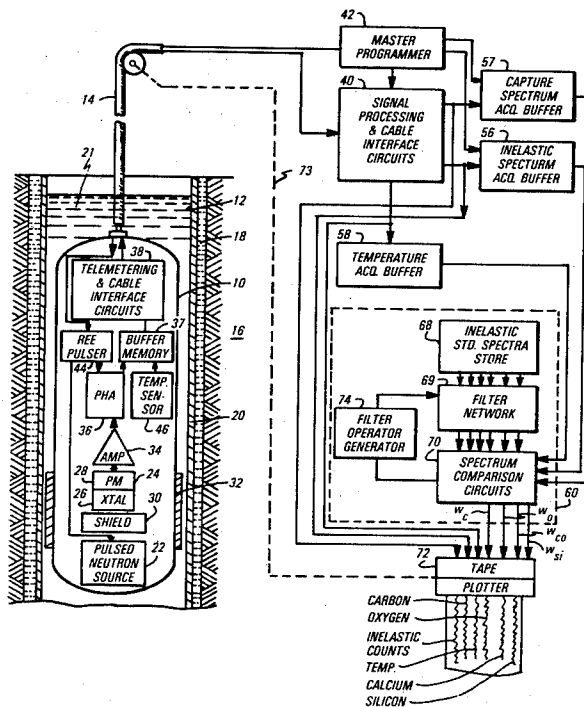 42
MASTER
PROGRAMMER
57
CAPTURE
SPECTRUM
ACQ. BUFFER
40
SIGNAL
PROCESSING
& CABLE
INTERFACE
CIRCUITS
56
INELASTIC
SPECTURM
ACQ. BUFFER
14
21
73
12
18
58
TEMPERATURE
ACQ. BUFFER
38
TELEMETERING
& CABLE
INTERFACE
CIRCUITS
10
16
37
REE
PULSER
BUFFER
MEMORY
44
PHA
TEMP.
SEN-
SOR
36
46
20
34
AMP
28
PM
24
26
XTAL
32
SHIELD
30
PULSED
NEUTRON
SOURCE
22
68
INELASTIC
STD. SPECTRA
STORE
74
69
FILTER
NETWORK
FILTER
OPERATOR
GENERATOR
70
SPECTRUM
COMPARISON
CIRCUITS
60
Wc
Wo
Wco
Wsi
72
TAPE
PLOTTER
CARBON
OXYGEN
INELASTIC
COUNTS
TEMP.
CALCIUM
SILICON